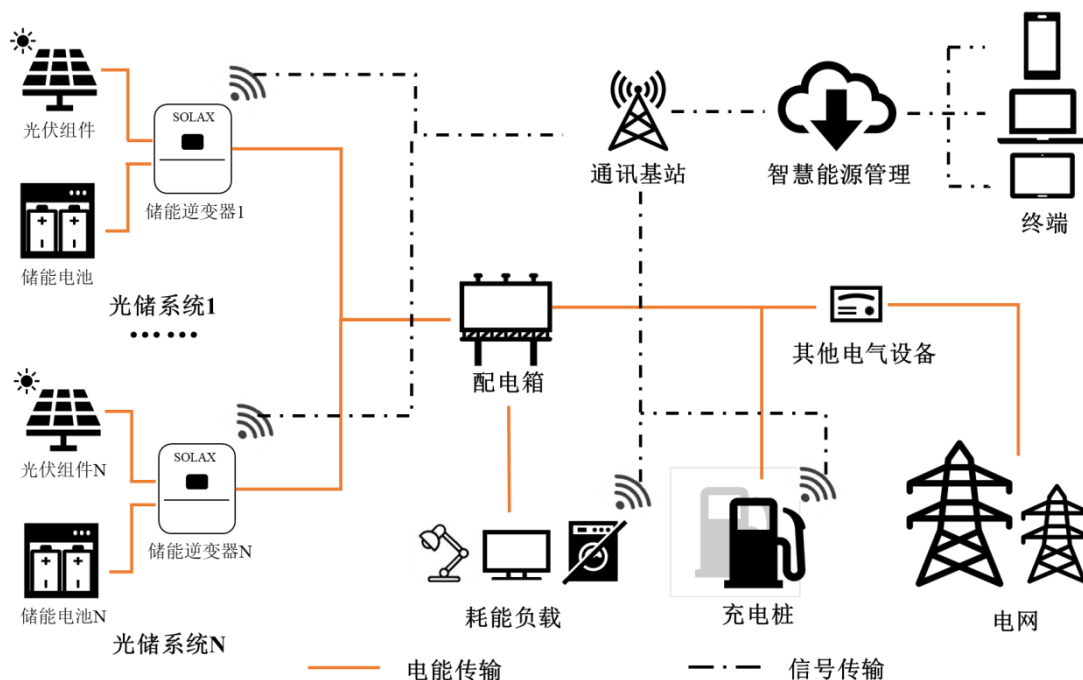 SOLAX
光伏组件
储能逆变器1
储能电池
光储系统1
……
通讯基站
智慧能源管理
终端
配电箱
其他电气设备
SOLAX
光伏组件N
储能逆变器N
储能电池N
光储系统N
耗能负载
充电桩
电网
电能传输
信号传输